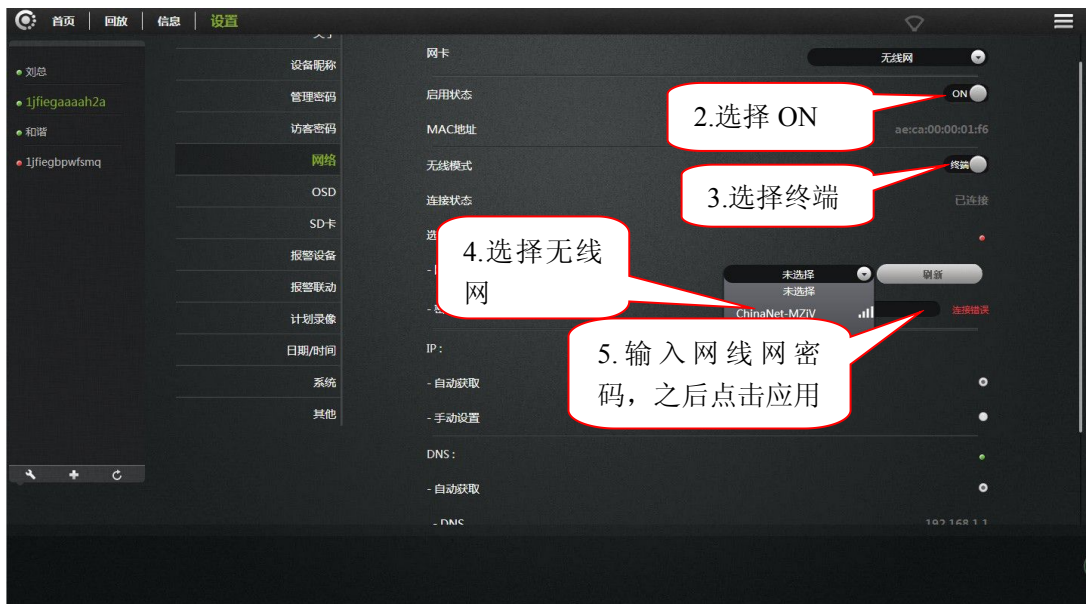 首页 回放 信息 设置
刘总
1jfiegaaaah2a
和谐
1jfiegbpwfsmq
设备昵称
管理密码
访客密码
网络
OSD
SD卡
报警设备
报警联动
计划录像
日期/时间
系统
其他
网卡 无线网
启用状态 ON
MAC地址 ae:ca:00:00:01:f6
无线模式 终端
连接状态 已连接
未选择 刷新
未选择
ChinaNet-MZiV 连接错误
IP :
- 自动获取
- 手动设置
DNS :
- 自动获取
- DNS 192.168.1.1
2.选择 ON
3.选择终端
4.选择无线
网
5.输入网线网密
码，之后点击应用